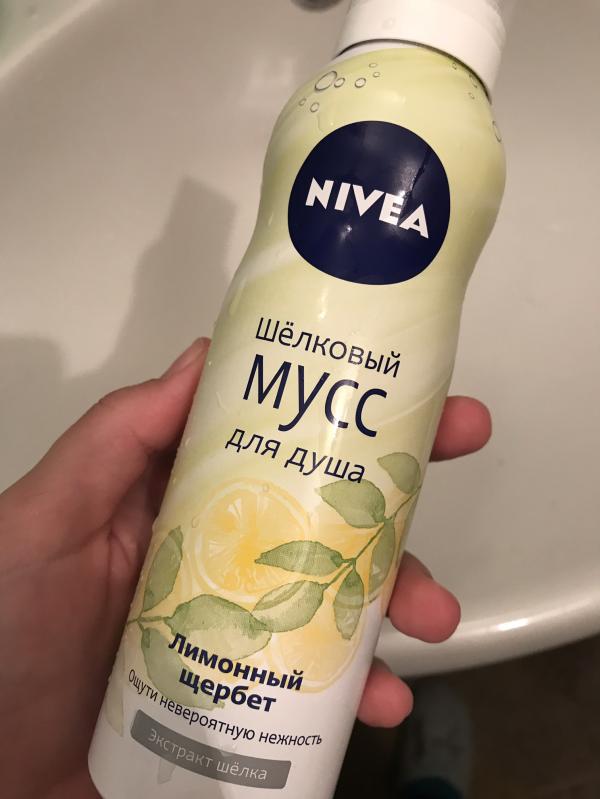 NIVEA
шёлковый
мусс
для душа
Лимонный
щербет
Ощути невероятную нежность
Экстракт шёлка